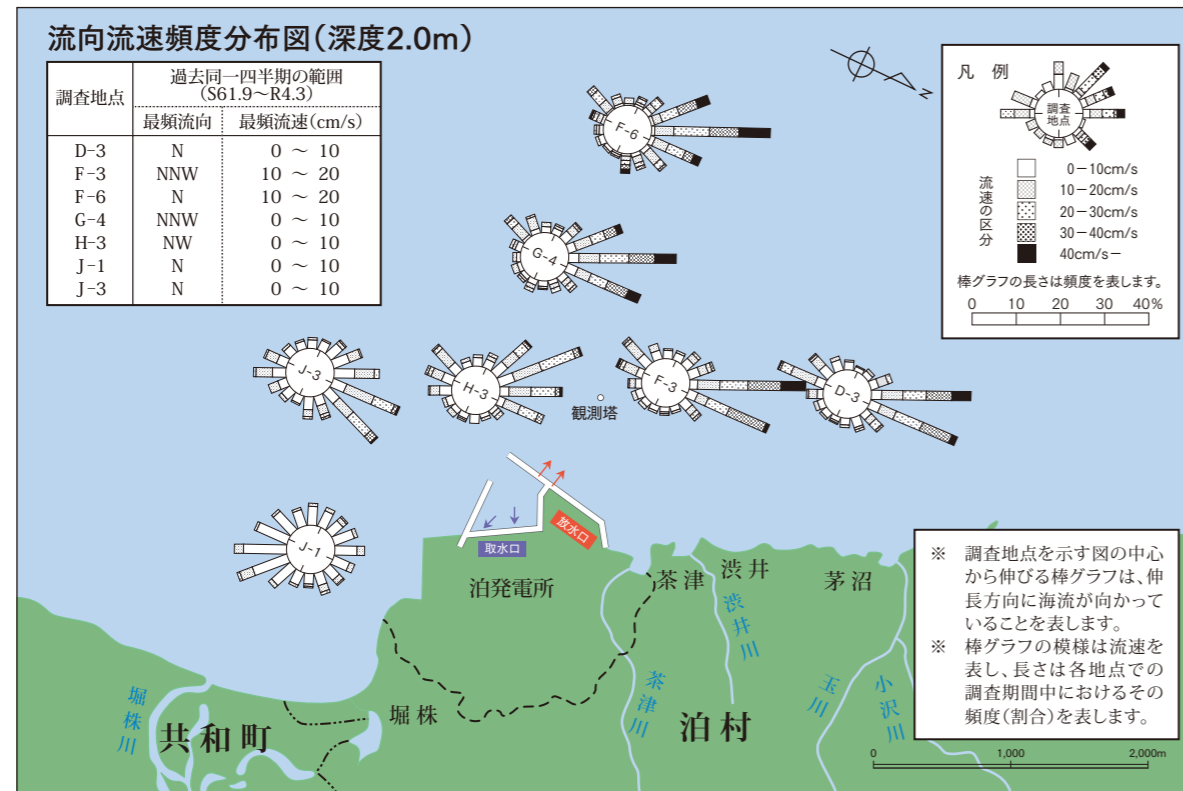 流向流速頻度分布図(深度2.0m)
調査地点 過去同一四半期の範囲
(S61.9～R4.3)
最頻流向 最頻流速(cm/s)
D-3 N 0 ～ 10
F-3 NNW 10 ～ 20
F-6 N 10 ～ 20
G-4 NNW 0 ～ 10
H-3 NW 0 ～ 10
J-1 N 0 ～ 10
J-3 N 0 ～ 10
N
凡 例
調査
地点
流速の区分
0－10cm/s
10－20cm/s
20－30cm/s
30－40cm/s
40cm/s－
棒グラフの長さは頻度を表します。
0 10 20 30 40%
F-6
G-4
J-3
H-3
F-3
D-3
観測塔
J-1
取水口
放水口
泊発電所
茶津
渋井
茅沼
渋井川
茶津川
玉川
小沢川
堀株川
共和町
堀株
泊村
※ 調査地点を示す図の中心
から伸びる棒グラフは、伸
長方向に海流が向かって
いることを表します。
※ 棒グラフの模様は流速を
表し、長さは各地点での
調査期間中におけるその
頻度(割合)を表します。
0 1,000 2,000m